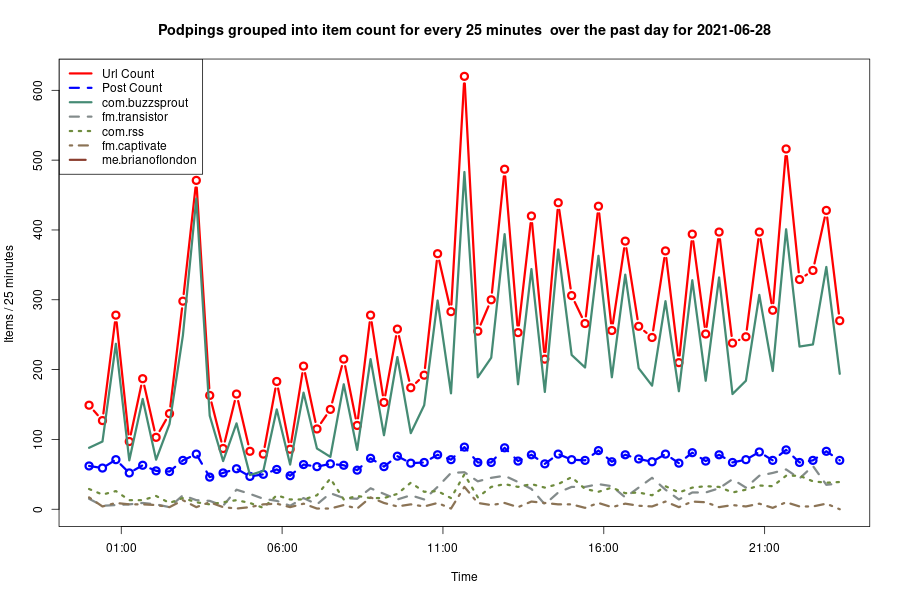 Podpings grouped into item count for every 25 minutes  over the past day for 2021-06-28
Url Count
Post Count
com.buzzsprout
fm.transistor
com.rss
fm.captivate
me.brianoflondon
Items / 25 minutes
600
500
400
300
200
100
0
01:00 06:00 11:00 16:00 21:00
Time